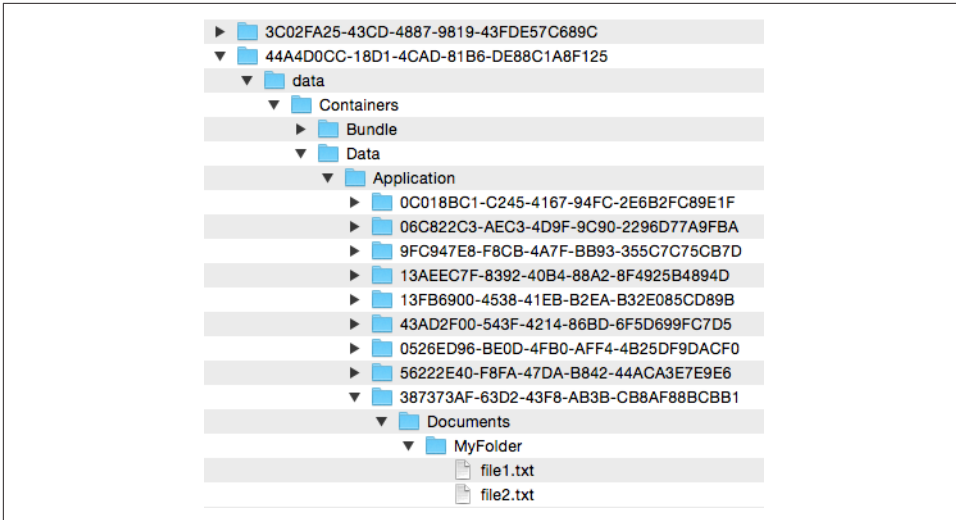 3C02FA25-43CD-4887-9819-43FDE57C689C
44A4D0CC-18D1-4CAD-81B6-DE88C1A8F125
data
Containers
Bundle
Data
Application
0C018BC1-C245-4167-94FC-2E6B2FC89E1F
06C822C3-AEC3-4D9F-9C90-2296D77A9FBA
9FC947E8-F8CB-4A7F-BB93-355C7C75CB7D
13AEEC7F-8392-40B4-88A2-8F4925B4894D
13FB6900-4538-41EB-B2EA-B32E085CD89B
43AD2F00-543F-4214-86BD-6F5D699FC7D5
0526ED96-BE0D-4FB0-AFF4-4B25DF9DACF0
56222E40-F8FA-47DA-B842-44ACA3E7E9E6
387373AF-63D2-43F8-AB3B-CB8AF88BCBB1
Documents
MyFolder
file1.txt
file2.txt